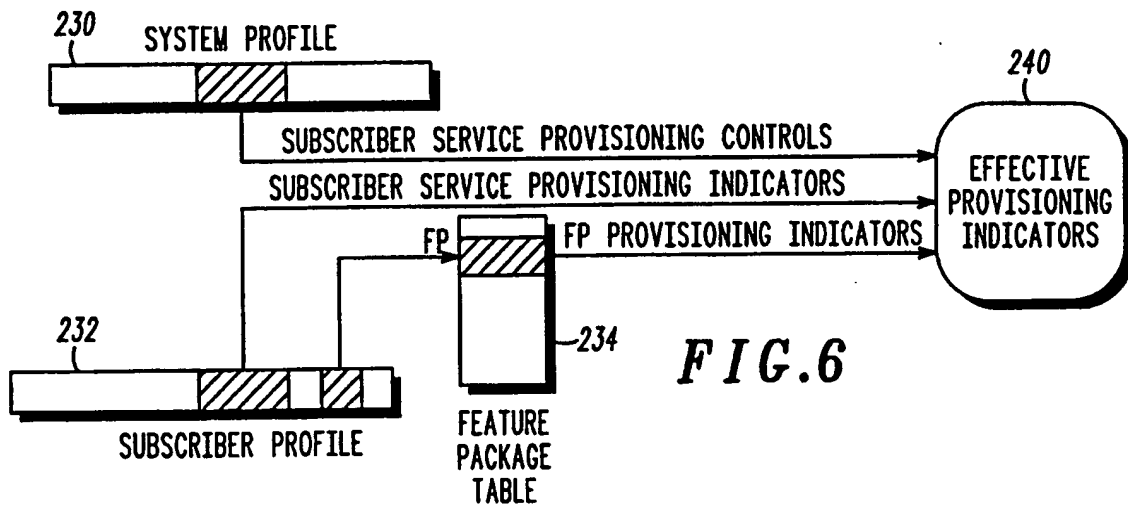 230
SYSTEM PROFILE
240
SUBSCRIBER SERVICE PROVISIONING CONTROLS
SUBSCRIBER SERVICE PROVISIONING INDICATORS
EFFECTIVE
PROVISIONING
INDICATORS
FP
FP PROVISIONING INDICATORS
232
234
FIG.6
SUBSCRIBER PROFILE
FEATURE
PACKAGE
TABLE